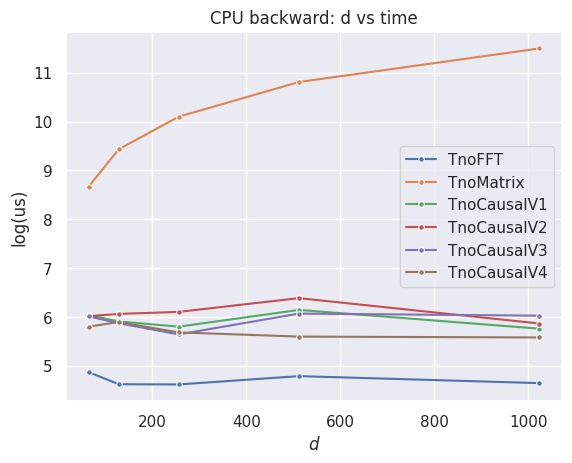 CPU backward: d vs time
log(us)
11
10
9
8
7
6
5
TnoFFT
TnoMatrix
TnoCausalV1
TnoCausalV2
TnoCausalV3
TnoCausalV4
200 400 600 800 1000
d